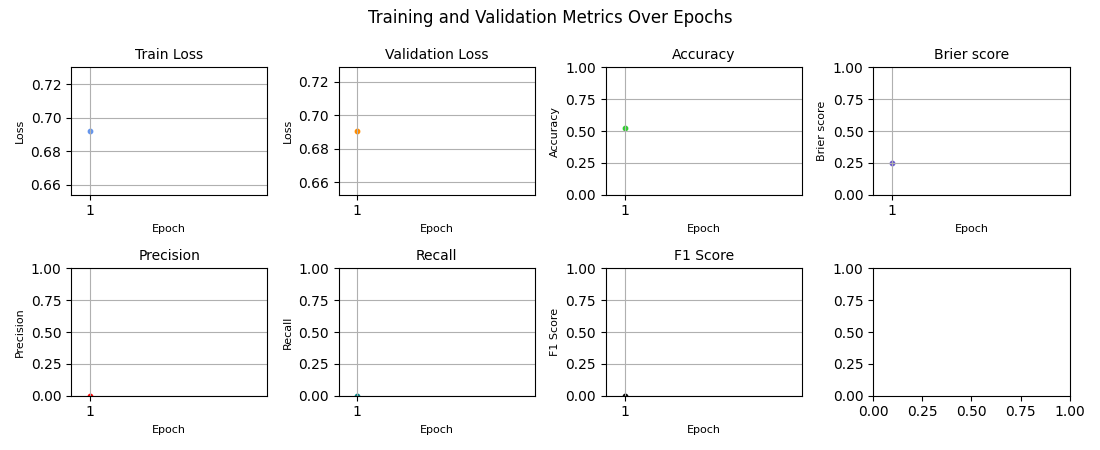 Training and Validation Metrics Over Epochs
Train Loss
0.72
0.70
0.68
0.66
Loss
1
Epoch
Validation Loss
0.72
0.70
0.68
0.66
Loss
1
Epoch
Accuracy
1.00
0.75
0.50
0.25
0.00
Accuracy
1
Epoch
Brier score
1.00
0.75
0.50
0.25
0.00
Brier score
1
Epoch
Precision
1.00
0.75
0.50
0.25
0.00
Precision
1
Epoch
Recall
1.00
0.75
0.50
0.25
0.00
Recall
1
Epoch
F1 Score
1.00
0.75
0.50
0.25
0.00
F1 Score
1
Epoch
1.00
0.75
0.50
0.25
0.00
0.00 0.25 0.50 0.75 1.00